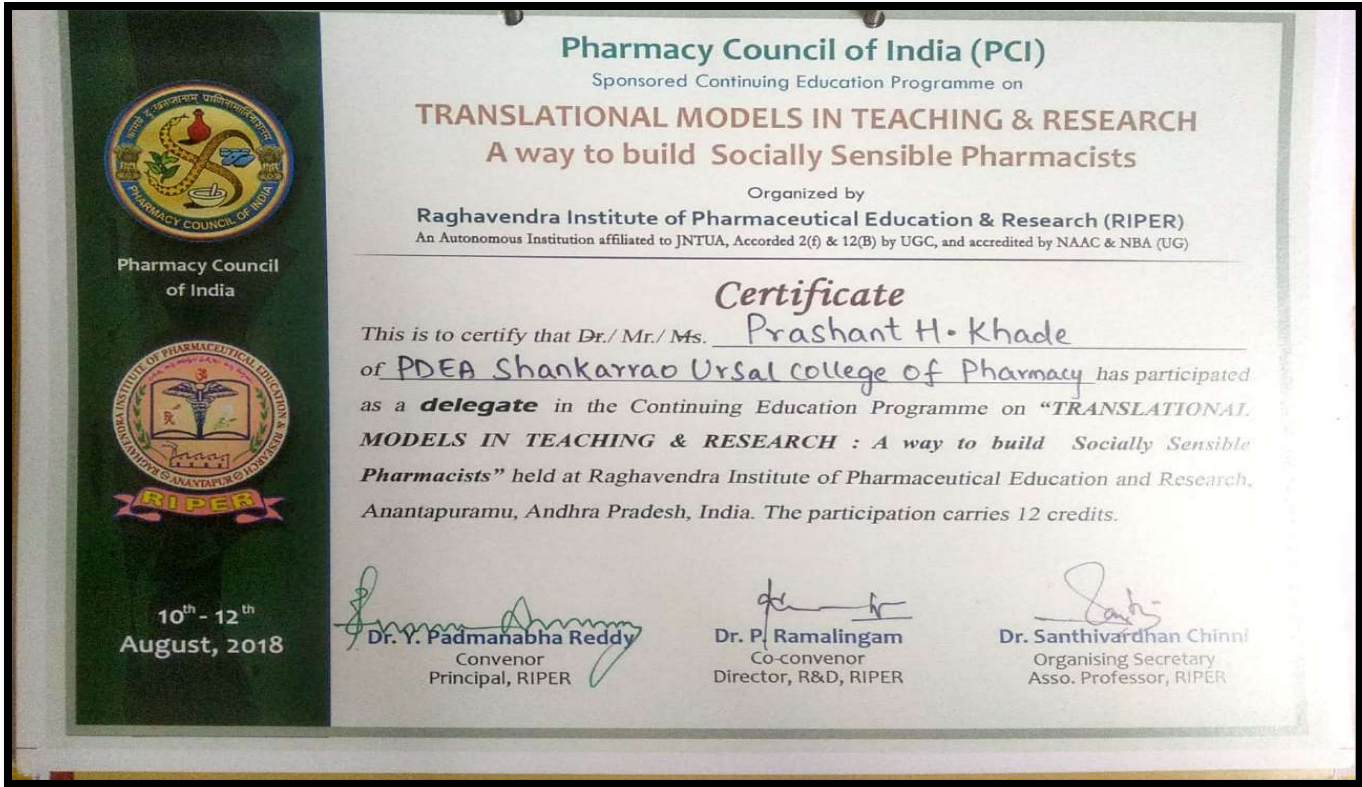 Pharmacy Council of India (PCI)
Sponsored Continuing Education Programme on
TRANSLATIONAL MODELS IN TEACHING & RESEARCH
A way to build Socially Sensible Pharmacists
Organized by
Raghavendra Institute of Pharmaceutical Education & Research (RIPER)
An Autonomous Institution affiliated to JNTUA, Accorded 2(f) & 12(B) by UGC, and accredited by NAAC & NBA (UG)
PHARMACY COUNCIL OF INDIA
Pharmacy Council
of India
RAGHAVENDRA INSTITUTE OF PHARMACEUTICAL EDUCATION & RESEARCH
ANANTAPUR
RIPER
10th - 12th
August, 2018
Certificate
This is to certify that Dr./ Mr./ Ms. Prashant H. Khade
of PDEA Shankarrao Ursal College of Pharmacy has participated
as a delegate in the Continuing Education Programme on “TRANSLATIONAL
MODELS IN TEACHING & RESEARCH : A way to build Socially Sensible
Pharmacists” held at Raghavendra Institute of Pharmaceutical Education and Research,
Anantapuramu, Andhra Pradesh, India. The participation carries 12 credits.
Dr. Y. Padmanabha Reddy
Convenor
Principal, RIPER
Dr. P. Ramalingam
Co-convenor
Director, R&D, RIPER
Dr. Santhivardhan Chinni
Organising Secretary
Asso. Professor, RIPER